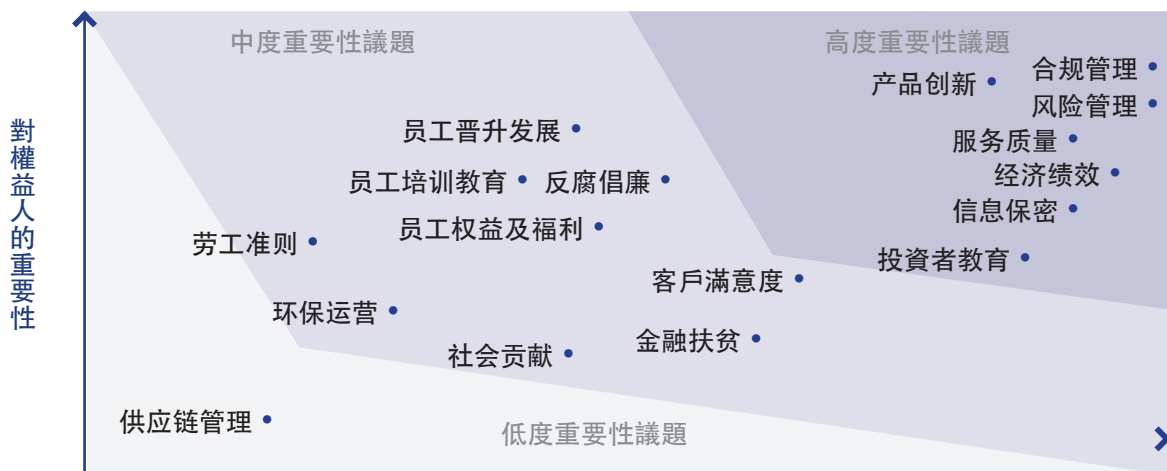 中度重要性議題
高度重要性議題
对權益人的重要性
产品创新
合规管理
风险管理
员工晋升发展
服务质量
员工培训教育
反腐倡廉
经济绩效
信息保密
员工权益及福利
劳工准则
投資者教育
客戶滿意度
环保运营
金融扶贫
社会贡献
供应链管理
低度重要性議題